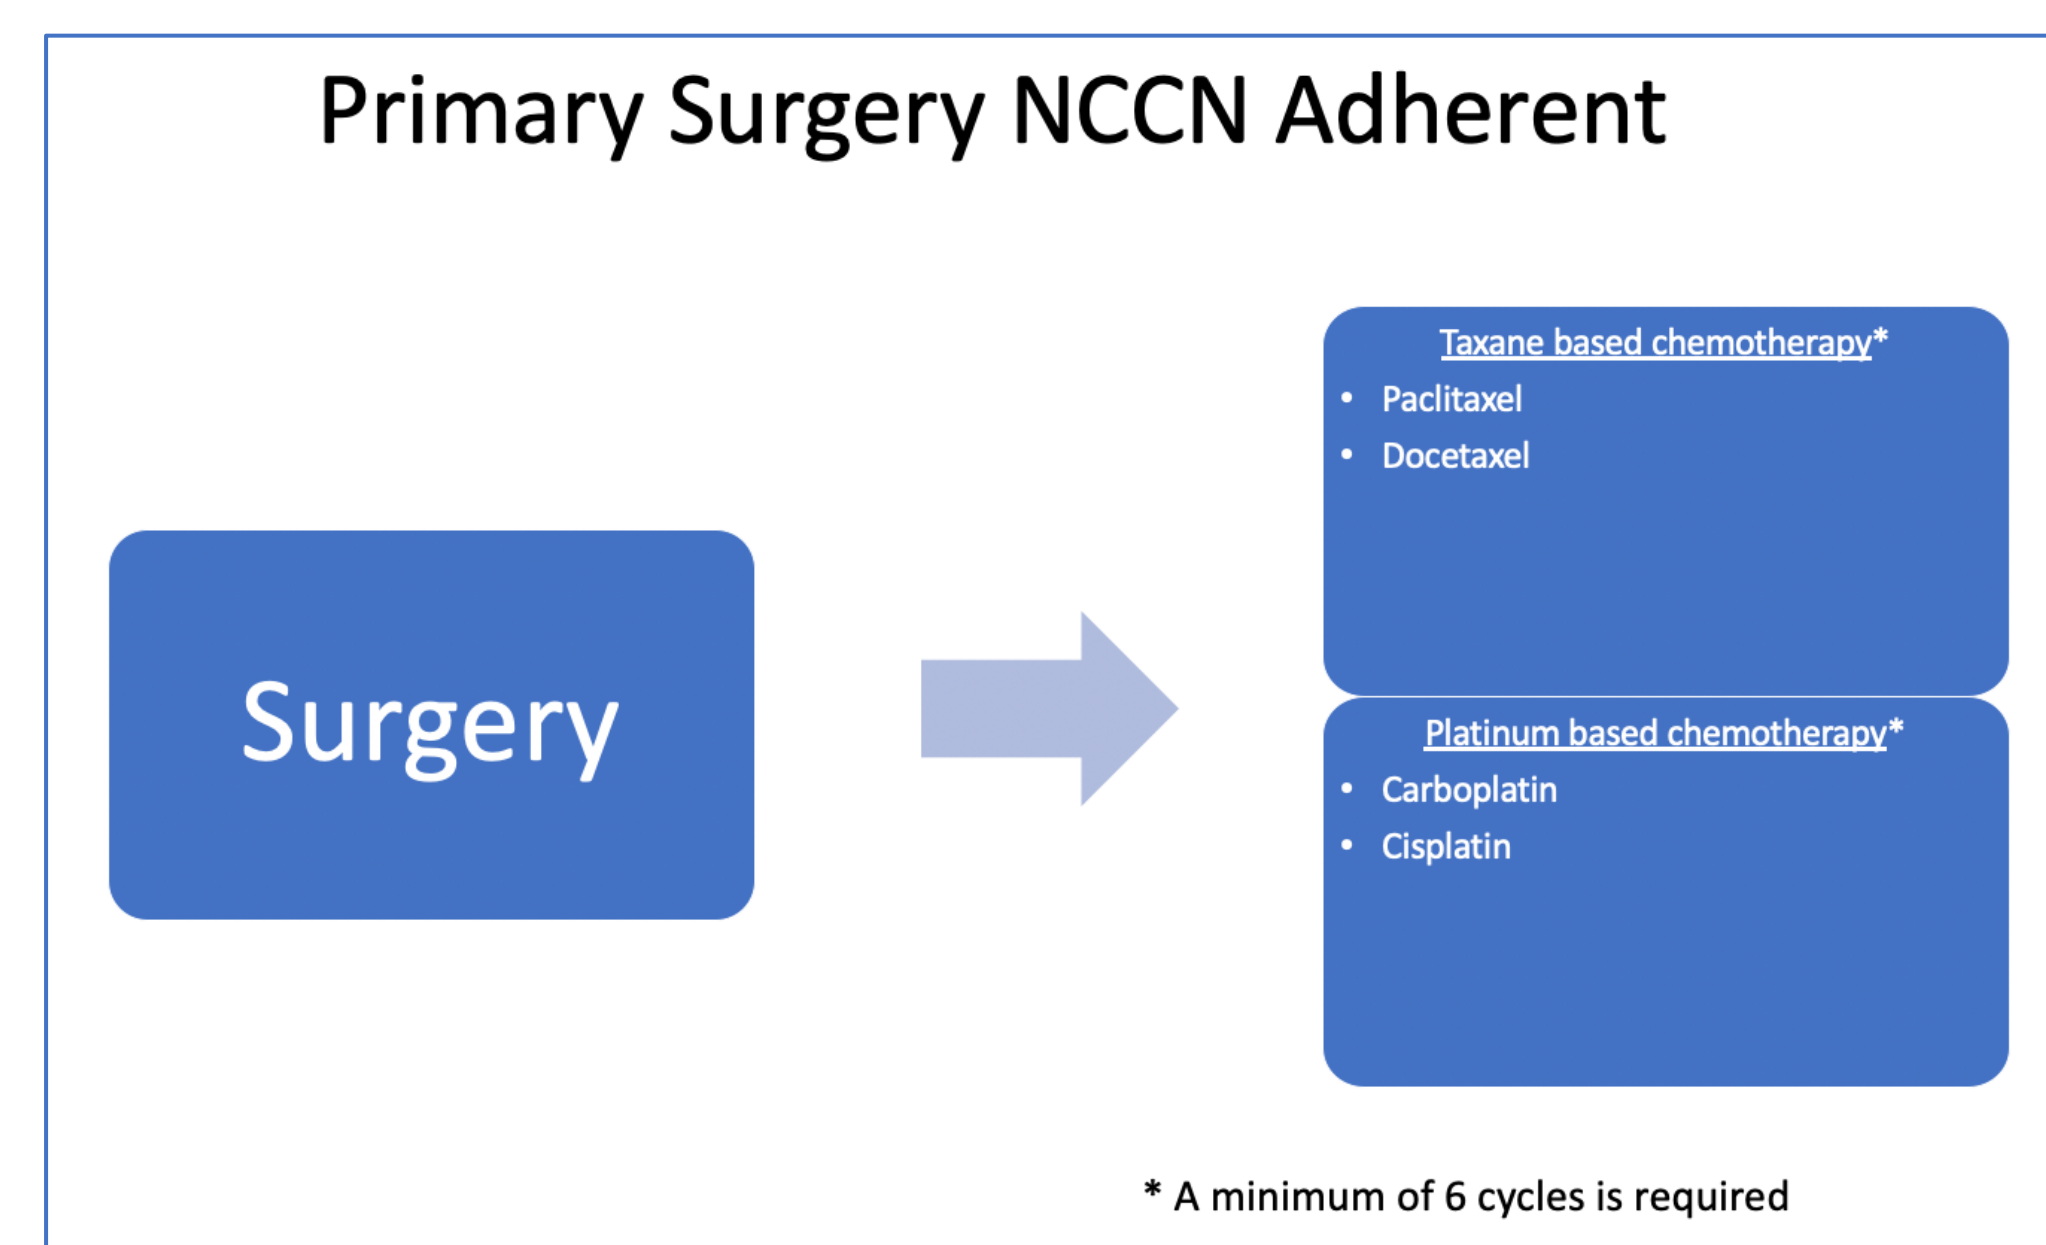 Primary Surgery NCCN Adherent
Surgery
Taxane based chemotherapy*
• Paclitaxel
• Docetaxel
Platinum based chemotherapy*
• Carboplatin
• Cisplatin
* A minimum of 6 cycles is required